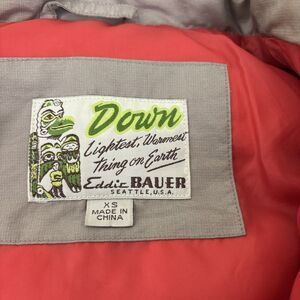 Down
Lightest, Warmest
Thing on Earth
Eddie BAUER
SEATTLE, U.S.A.
XS
MADE IN
CHINA